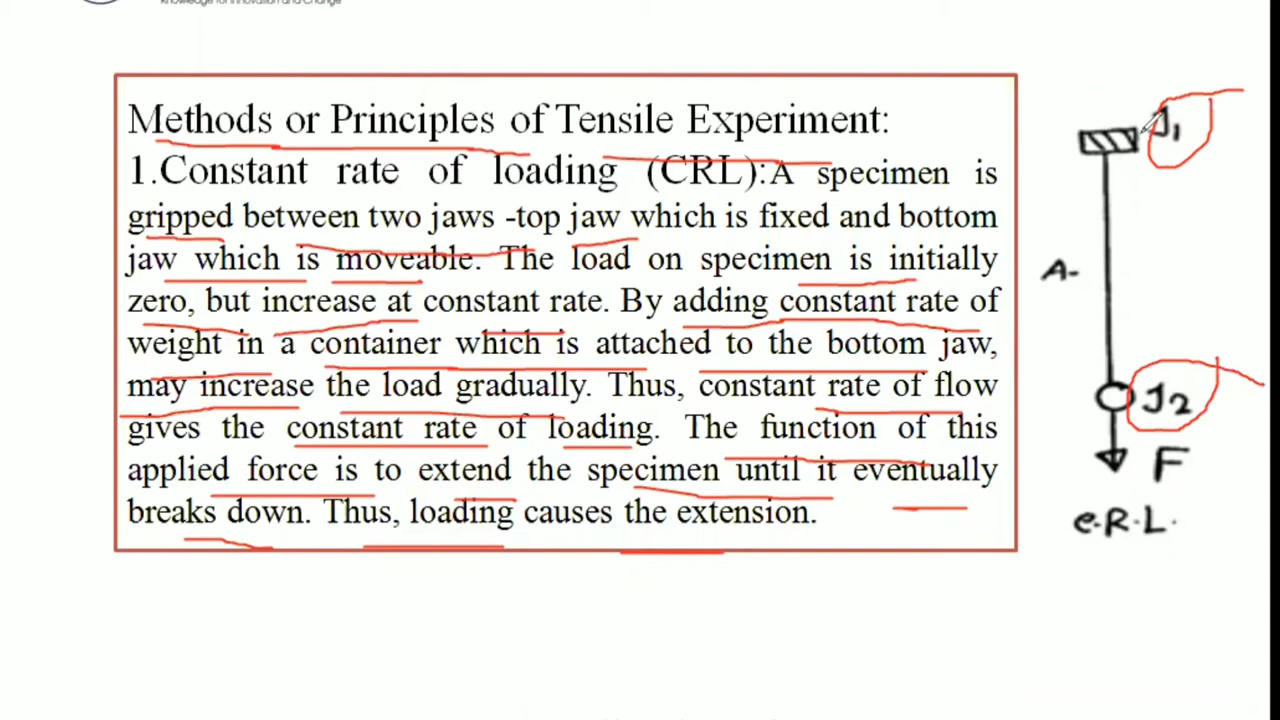 Knowledge for Innovation and Change
Methods or Principles of Tensile Experiment:
1.Constant rate of loading (CRL):A specimen is
gripped between two jaws -top jaw which is fixed and bottom
jaw which is moveable. The load on specimen is initially
zero, but increase at constant rate. By adding constant rate of
weight in a container which is attached to the bottom jaw,
may increase the load gradually. Thus, constant rate of flow
gives the constant rate of loading. The function of this
applied force is to extend the specimen until it eventually
breaks down. Thus, loading causes the extension.
J1
A-
J2
F
C.R.L.